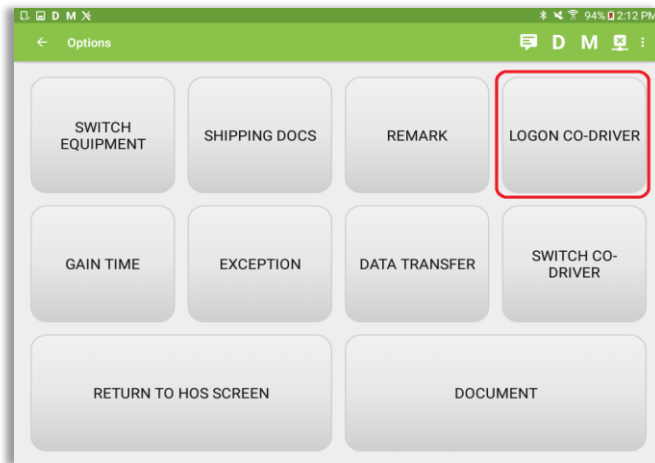 D M 94% 2:12 PM
Options D M
SWITCH
EQUIPMENT
SHIPPING DOCS
REMARK
LOGON CO-DRIVER
GAIN TIME
EXCEPTION
DATA TRANSFER
SWITCH CO-
DRIVER
RETURN TO HOS SCREEN
DOCUMENT